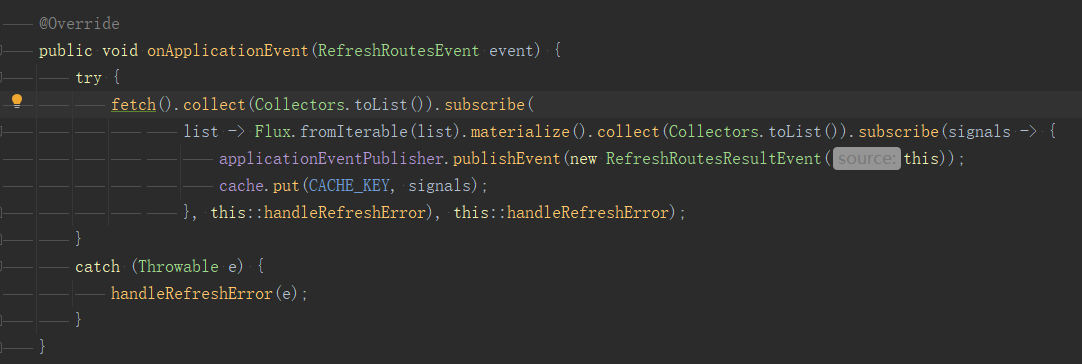 @Override
public void onApplicationEvent(RefreshRoutesEvent event) {
try {
fetch().collect(Collectors.toList()).subscribe(
list -> Flux.fromIterable(list).materialize().collect(Collectors.toList()).subscribe(signals -> {
applicationEventPublisher.publishEvent(new RefreshRoutesResultEvent( source: this));
cache.put(CACHE_KEY, signals);
}, this::handleRefreshError), this::handleRefreshError);
}
catch (Throwable e) {
handleRefreshError(e);
}
}